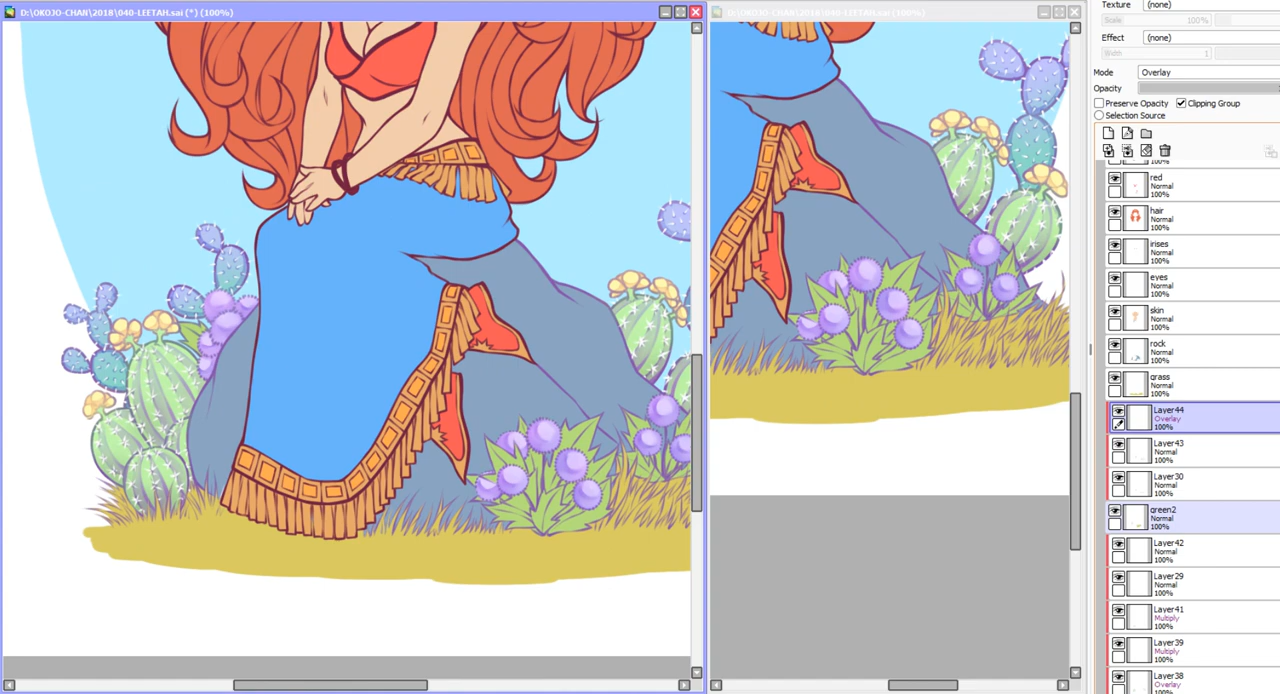 D:\OKOJO-CHAN\2018\040-LEETAH.sai (*) (100%)
D:\OKOJO-CHAN\2018\040-LEETAH.sai (100%)
Texture (none)
Scale 100%
Effect (none)
Width 1
Mode Overlay
Opacity
Preserve Opacity Clipping Group
Selection Source
red
Normal
100%
hair
Normal
100%
irises
Normal
100%
eyes
Normal
100%
skin
Normal
100%
rock
Normal
100%
grass
Normal
100%
Layer44
Overlay
100%
Layer43
Normal
100%
Layer30
Normal
100%
green2
Normal
100%
Layer42
Normal
100%
Layer29
Normal
100%
Layer41
Multiply
100%
Layer39
Multiply
100%
Layer38
Overlay